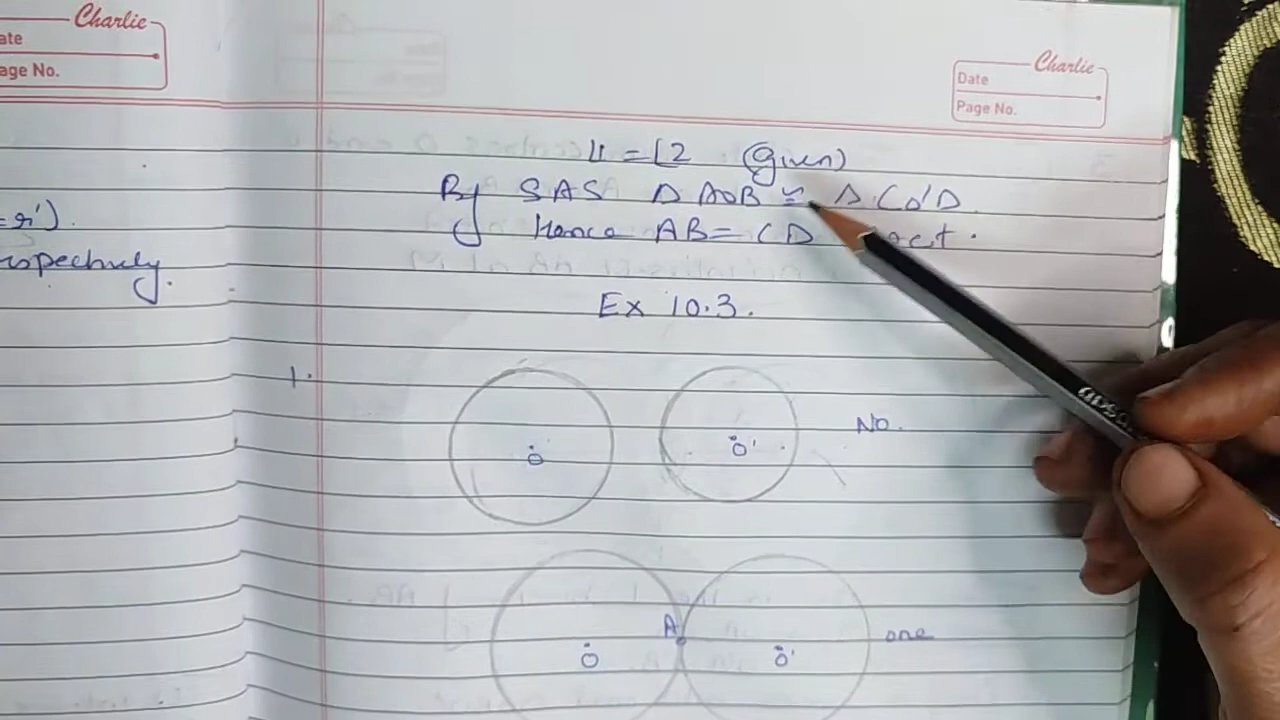 Charlie
ate
age No.
Charlie
Date
Page No.
=r').
respectively.
∠1 = ∠2 (Given)
By SAS Δ AOB ≅ Δ CO'D.
Hence AB = CD
Ex 10.3.
1.
O
O'
No.
A
one
O
O'